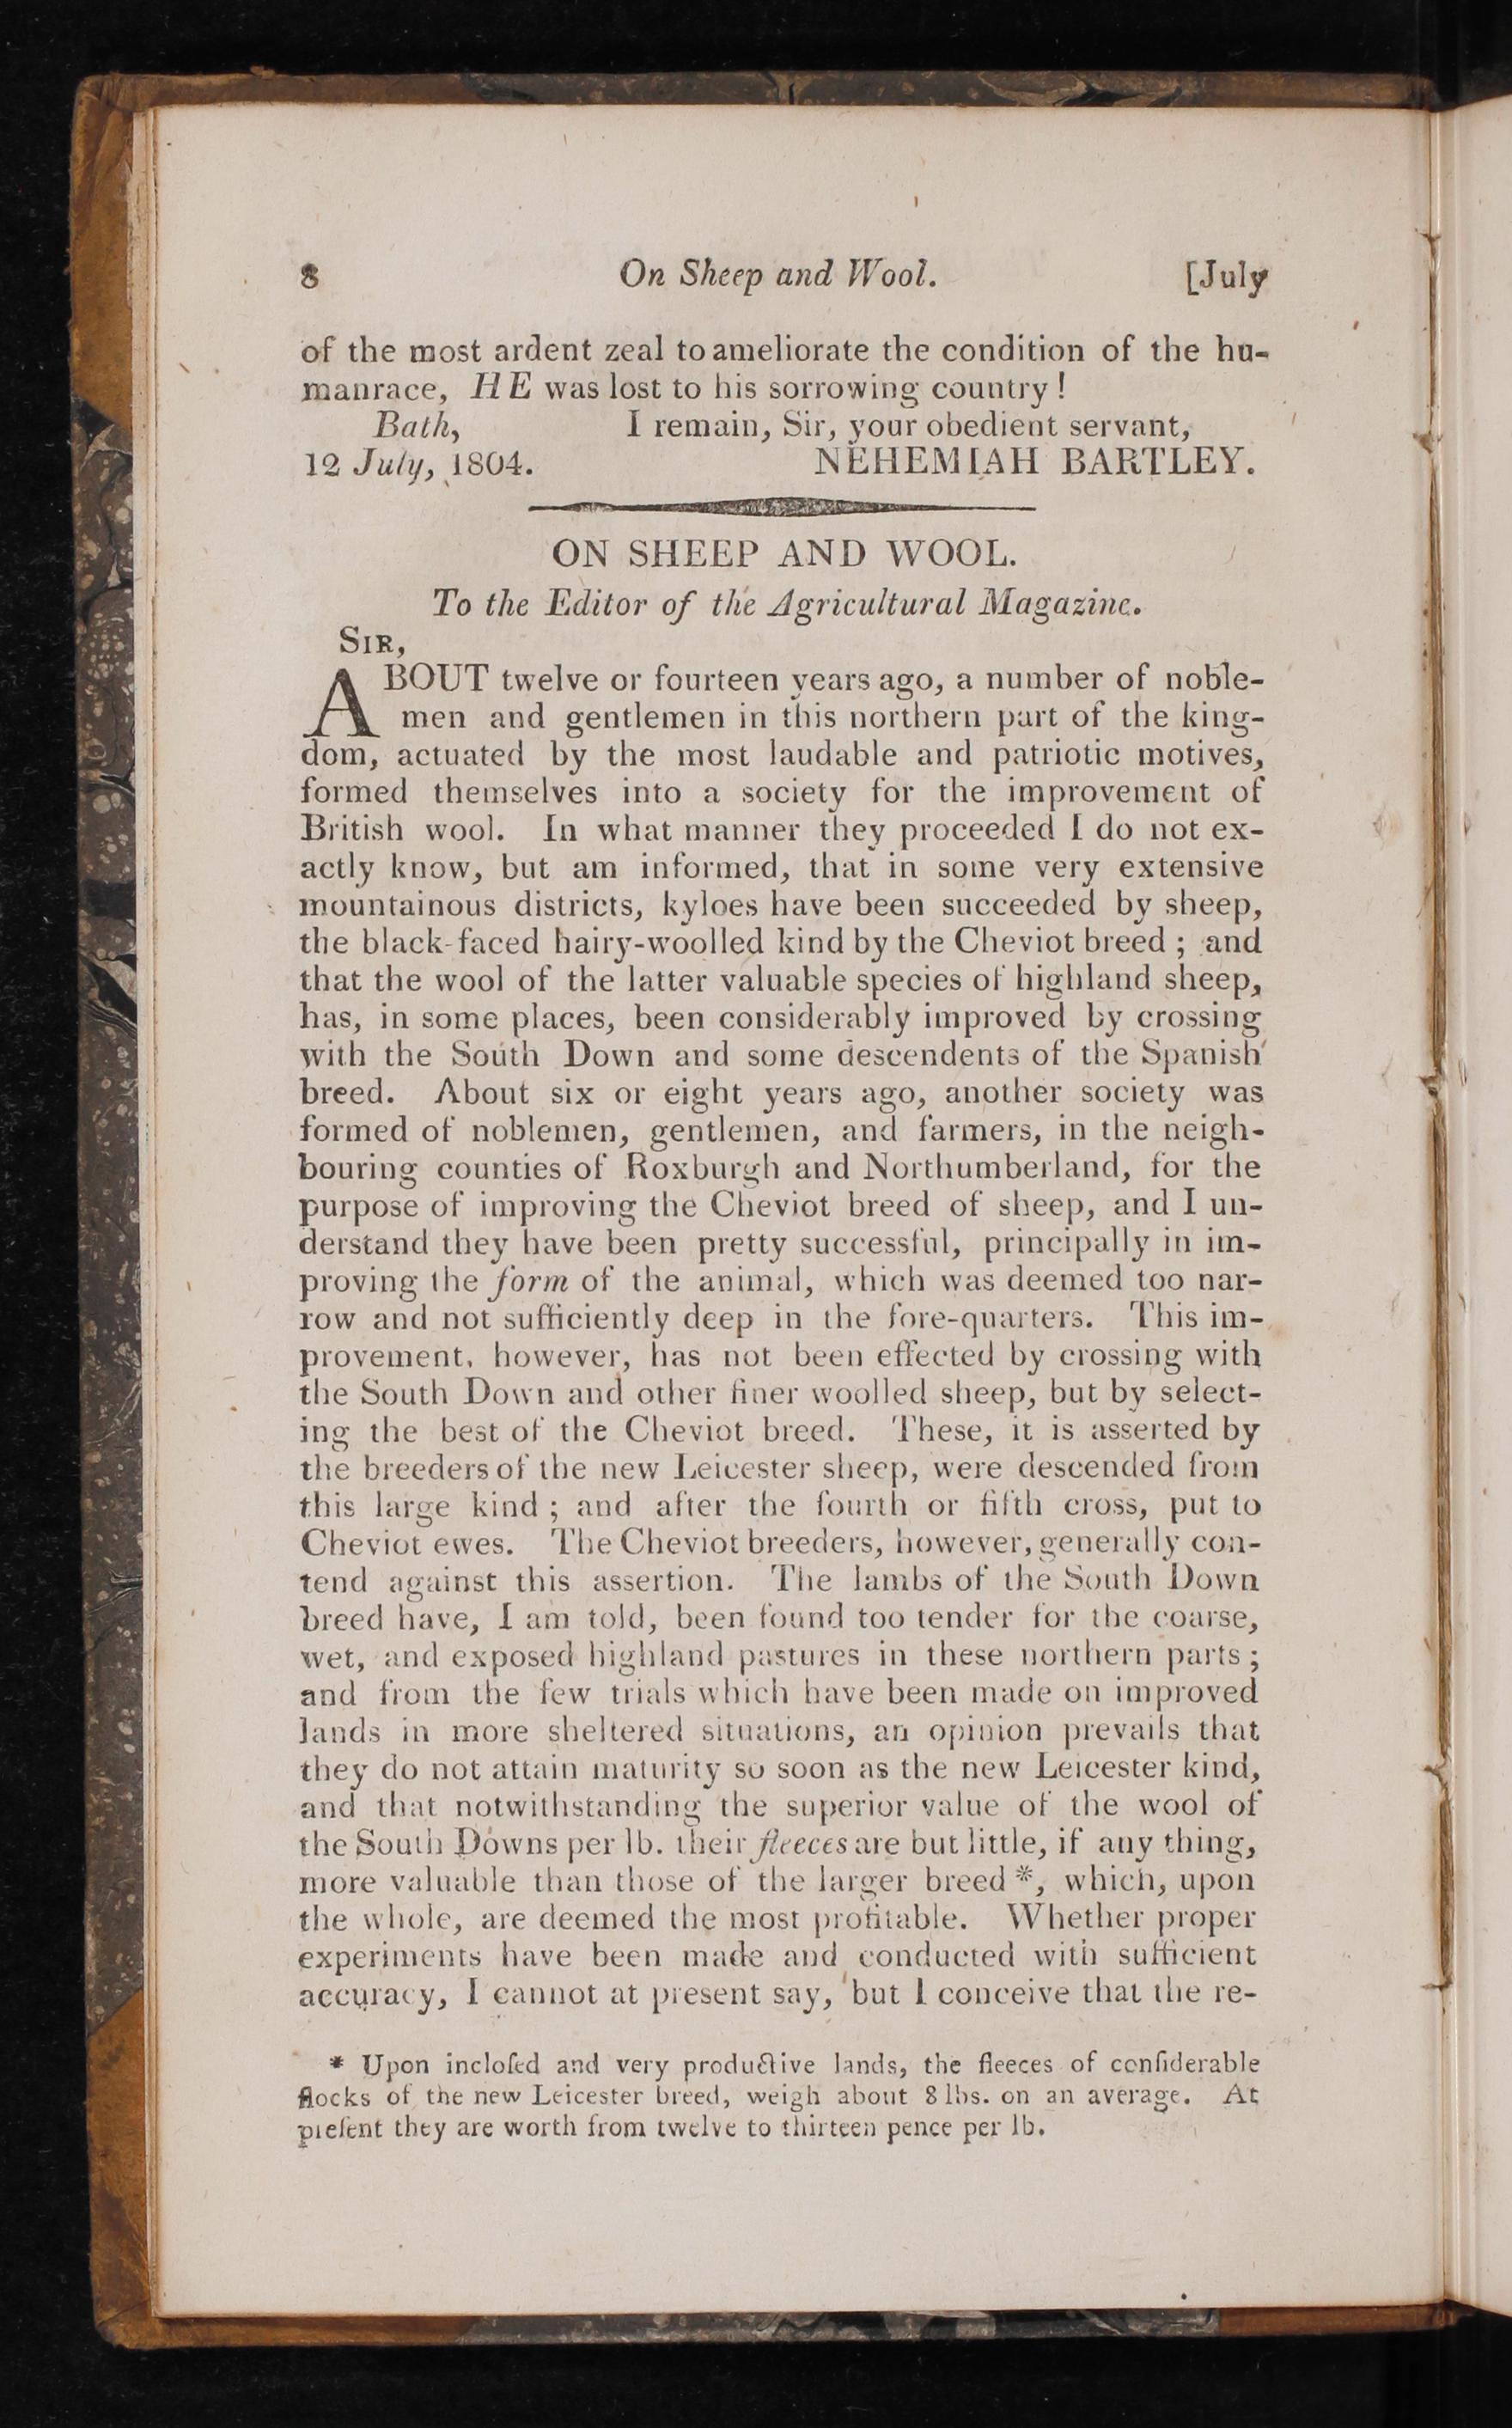 8 On Sheep and Wool. [July
of the most ardent zeal to ameliorate the condition of the hu-
manrace, HE was lost to his sorrowing country!
Bath, I remain, Sir, your obedient servant,
12 July, 1804. NEHEMIAH BARTLEY.
ON SHEEP AND WOOL.
To the Editor of the Agricultural Magazine.
SIR,
ABOUT twelve or fourteen years ago, a number of noble-
men and gentlemen in this northern part of the king-
dom, actuated by the most laudable and patriotic motives,
formed themselves into a society for the improvement of
British wool. In what manner they proceeded I do not ex-
actly know, but am informed, that in some very extensive
mountainous districts, kyloes have been succeeded by sheep,
the black-faced hairy-woolled kind by the Cheviot breed; and
that the wool of the latter valuable species of highland sheep,
has, in some places, been considerably improved by crossing
with the South Down and some descendents of the Spanish
breed. About six or eight years ago, another society was
formed of noblemen, gentlemen, and farmers, in the neigh-
bouring counties of Roxburgh and Northumberland, for the
purpose of improving the Cheviot breed of sheep, and I un-
derstand they have been pretty successful, principally in im-
proving the form of the animal, which was deemed too nar-
row and not sufficiently deep in the fore-quarters. This im-
provement, however, has not been effected by crossing with
the South Down and other finer woolled sheep, but by select-
ing the best of the Cheviot breed. These, it is asserted by
the breeders of the new Leicester sheep, were descended from
this large kind; and after the fourth or fifth cross, put to
Cheviot ewes. The Cheviot breeders, however, generally con-
tend against this assertion. The lambs of the South Down
breed have, I am told, been found too tender for the coarse,
wet, and exposed highland pastures in these northern parts;
and from the few trials which have been made on improved
lands in more sheltered situations, an opinion prevails that
they do not attain maturity so soon as the new Leicester kind,
and that notwithstanding the superior value of the wool of
the South Downs per lb. their fleeces are but little, if any thing,
more valuable than those of the larger breed *, which, upon
the whole, are deemed the most profitable. Whether proper
experiments have been made and conducted with sufficient
accuracy, I cannot at present say, but I conceive that the re-
* Upon incloſed and very productive lands, the fleeces of conſiderable
flocks of the new Leicester breed, weigh about 8 lbs. on an average. At
preſent they are worth from twelve to thirteen pence per lb.